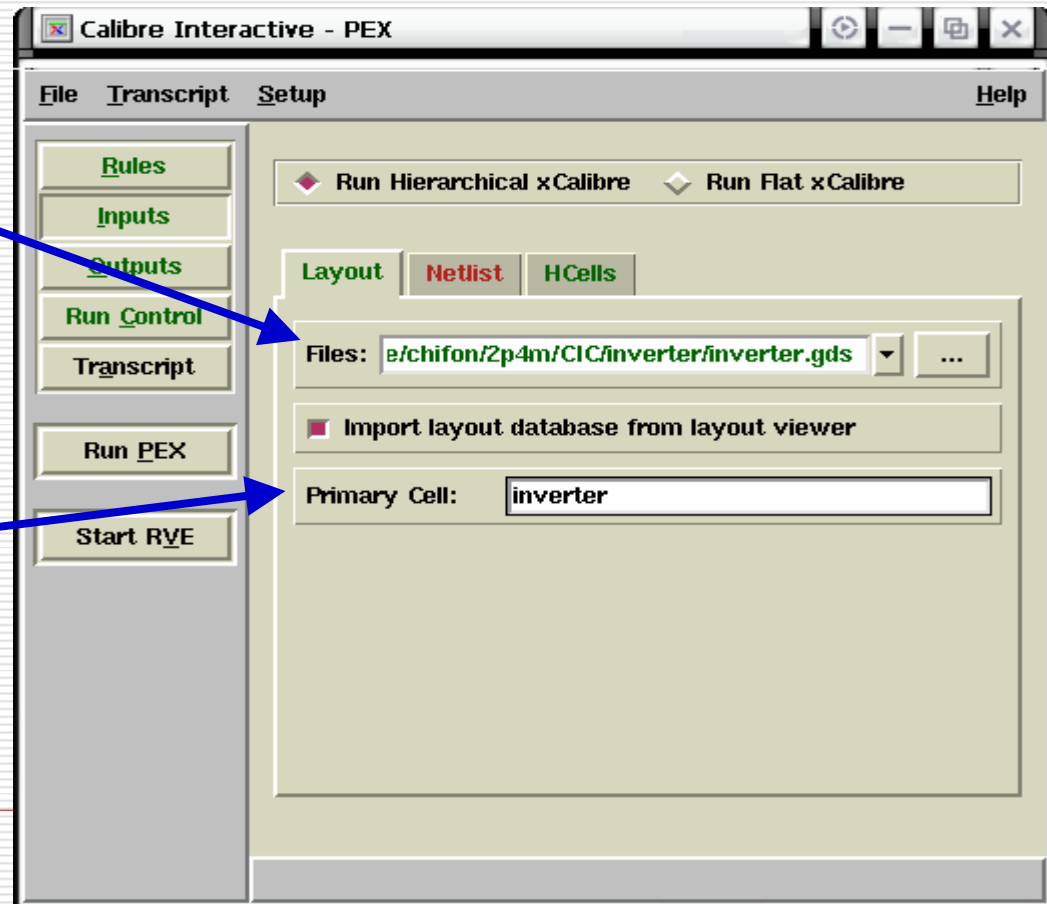 Calibre Interactive - PEX
File Transcript Setup Help
Rules
Inputs
Outputs
Run Control
Transcript
Run PEX
Start RVE
Run Hierarchical xCalibre Run Flat xCalibre
Layout Netlist HCells
Files: e/chifon/2p4m/CIC/inverter/inverter.gds ...
Import layout database from layout viewer
Primary Cell: inverter